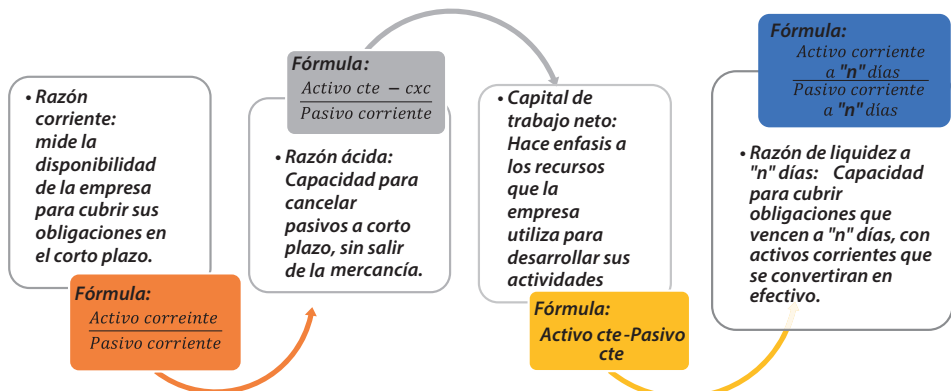 • Razón
corriente:
mide la
disponibilidad
de la empresa
para cubrir sus
obligaciones en
el corto plazo.
Fórmula:
Activo correinte
Pasivo corriente
Fórmula:
Activo cte − cxc
Pasivo corriente
• Razón ácida:
Capacidad para
cancelar
pasivos a corto
plazo, sin salir
de la mercancía.
• Capital de
trabajo neto:
Hace enfasis a
los recursos
que la
empresa
utiliza para
desarrollar sus
actividades
Fórmula:
Activo cte -Pasivo
cte
Fórmula:
Activo corriente
a "n" días
Pasivo corriente
a "n" días
• Razón de liquidez a
"n" días: Capacidad
para cubrir
obligaciones que
vencen a "n" días, con
activos corrientes que
se convertiran en
efectivo.